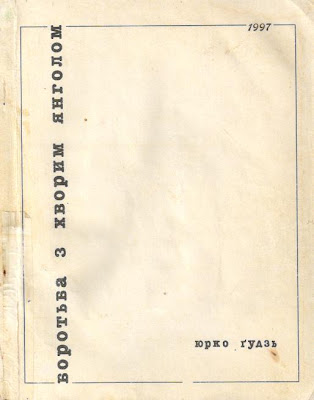 1997
боротьба з хворим янголом
юрко ґудзь